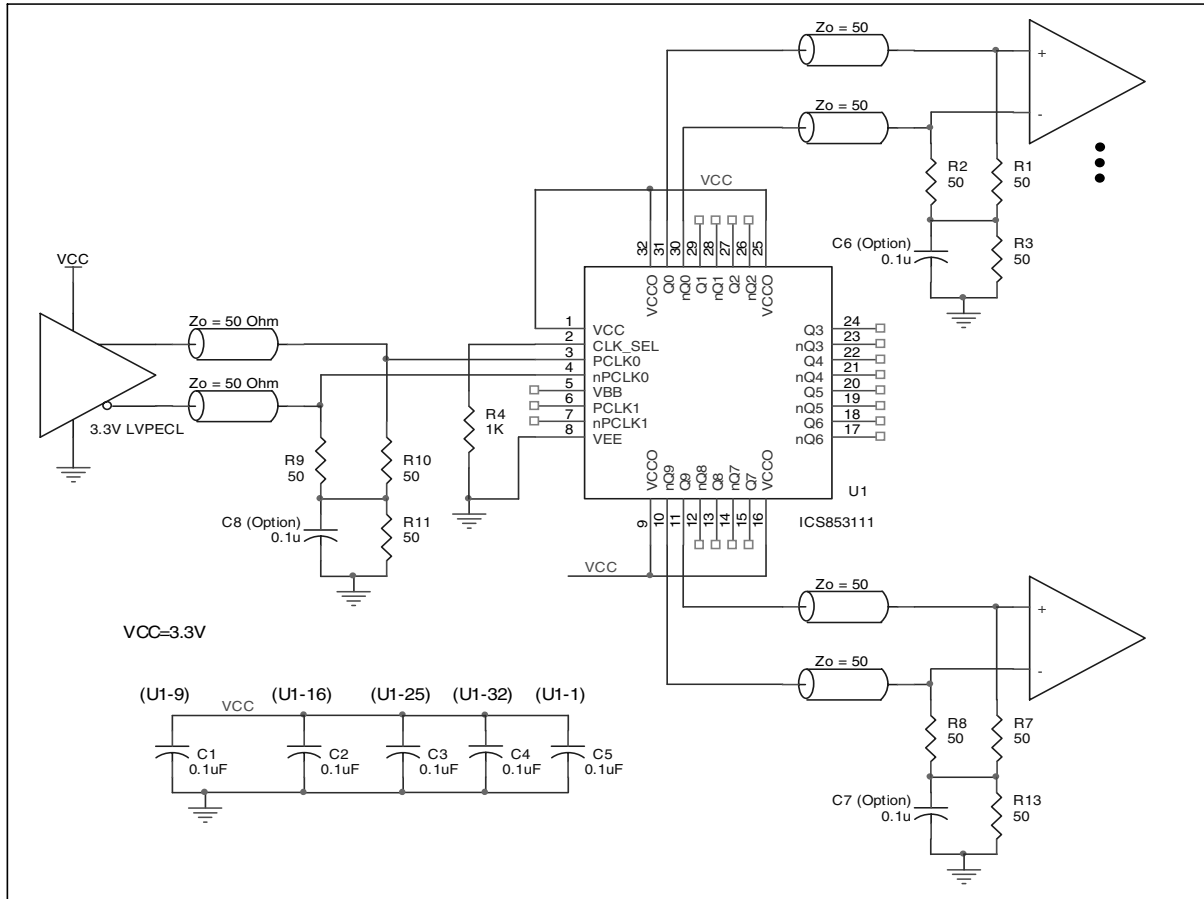 Zo = 50
+
Zo = 50
-
R2
50
R1
50
VCC
C6 (Option)
0.1u
R3
50
32
31
30
29
28
27
26
25
VCCO
Q0
nQ0
Q1
nQ1
Q2
nQ2
VCCO
VCC
Zo = 50 Ohm
Zo = 50 Ohm
3.3V LVPECL
1 VCC
2 CLK_SEL
3 PCLK0
4 nPCLK0
5 VBB
6 PCLK1
7 nPCLK1
8 VEE
Q3 24
nQ3 23
Q4 22
nQ4 21
Q5 20
nQ5 19
Q6 18
nQ6 17
R4
1K
R9
50
R10
50
C8 (Option)
0.1u
R11
50
VCCO
nQ9
Q9
nQ8
Q8
nQ7
Q7
VCCO
9
10
11
12
13
14
15
16
U1
ICS853111
VCC
Zo = 50
+
Zo = 50
-
R8
50
R7
50
C7 (Option)
0.1u
R13
50
VCC=3.3V
(U1-9)
(U1-16)
(U1-25)
(U1-32)
(U1-1)
VCC
C1
0.1uF
C2
0.1uF
C3
0.1uF
C4
0.1uF
C5
0.1uF